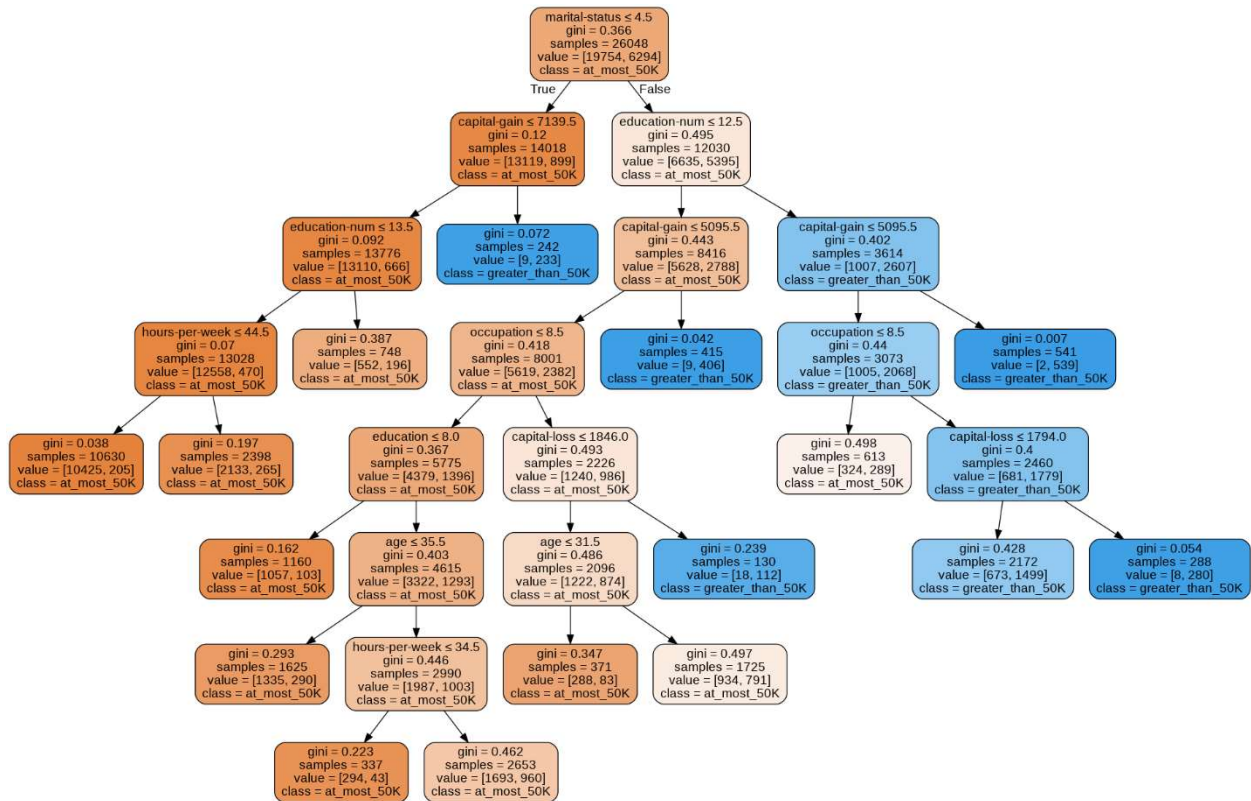 marital-status ≤ 4.5
gini = 0.366
samples = 26048
value = [19754, 6294]
class = at_most_50K
True
False
capital-gain ≤ 7139.5
gini = 0.12
samples = 14018
value = [13119, 899]
class = at_most_50K
education-num ≤ 12.5
gini = 0.495
samples = 12030
value = [6635, 5395]
class = at_most_50K
education-num ≤ 13.5
gini = 0.092
samples = 13776
value = [13110, 666]
class = at_most_50K
gini = 0.072
samples = 242
value = [9, 233]
class = greater_than_50K
capital-gain ≤ 5095.5
gini = 0.443
samples = 8416
value = [5628, 2788]
class = at_most_50K
capital-gain ≤ 5095.5
gini = 0.402
samples = 3614
value = [1007, 2607]
class = greater_than_50K
hours-per-week ≤ 44.5
gini = 0.07
samples = 13028
value = [12558, 470]
class = at_most_50K
gini = 0.387
samples = 748
value = [552, 196]
class = at_most_50K
occupation ≤ 8.5
gini = 0.418
samples = 8001
value = [5619, 2382]
class = at_most_50K
gini = 0.042
samples = 415
value = [9, 406]
class = greater_than_50K
occupation ≤ 8.5
gini = 0.44
samples = 3073
value = [1005, 2068]
class = greater_than_50K
gini = 0.007
samples = 541
value = [2, 539]
class = greater_than_50K
gini = 0.038
samples = 10630
value = [10425, 205]
class = at_most_50K
gini = 0.197
samples = 2398
value = [2133, 265]
class = at_most_50K
education ≤ 8.0
gini = 0.367
samples = 5775
value = [4379, 1396]
class = at_most_50K
capital-loss ≤ 1846.0
gini = 0.493
samples = 2226
value = [1240, 986]
class = at_most_50K
gini = 0.498
samples = 613
value = [324, 289]
class = at_most_50K
capital-loss ≤ 1794.0
gini = 0.4
samples = 2460
value = [681, 1779]
class = greater_than_50K
gini = 0.162
samples = 1160
value = [1057, 103]
class = at_most_50K
age ≤ 35.5
gini = 0.403
samples = 4615
value = [3322, 1293]
class = at_most_50K
age ≤ 31.5
gini = 0.486
samples = 2096
value = [1222, 874]
class = at_most_50K
gini = 0.239
samples = 130
value = [18, 112]
class = greater_than_50K
gini = 0.428
samples = 2172
value = [673, 1499]
class = greater_than_50K
gini = 0.054
samples = 288
value = [8, 280]
class = greater_than_50K
gini = 0.293
samples = 1625
value = [1335, 290]
class = at_most_50K
hours-per-week ≤ 34.5
gini = 0.446
samples = 2990
value = [1987, 1003]
class = at_most_50K
gini = 0.347
samples = 371
value = [288, 83]
class = at_most_50K
gini = 0.497
samples = 1725
value = [934, 791]
class = at_most_50K
gini = 0.223
samples = 337
value = [294, 43]
class = at_most_50K
gini = 0.462
samples = 2653
value = [1693, 960]
class = at_most_50K